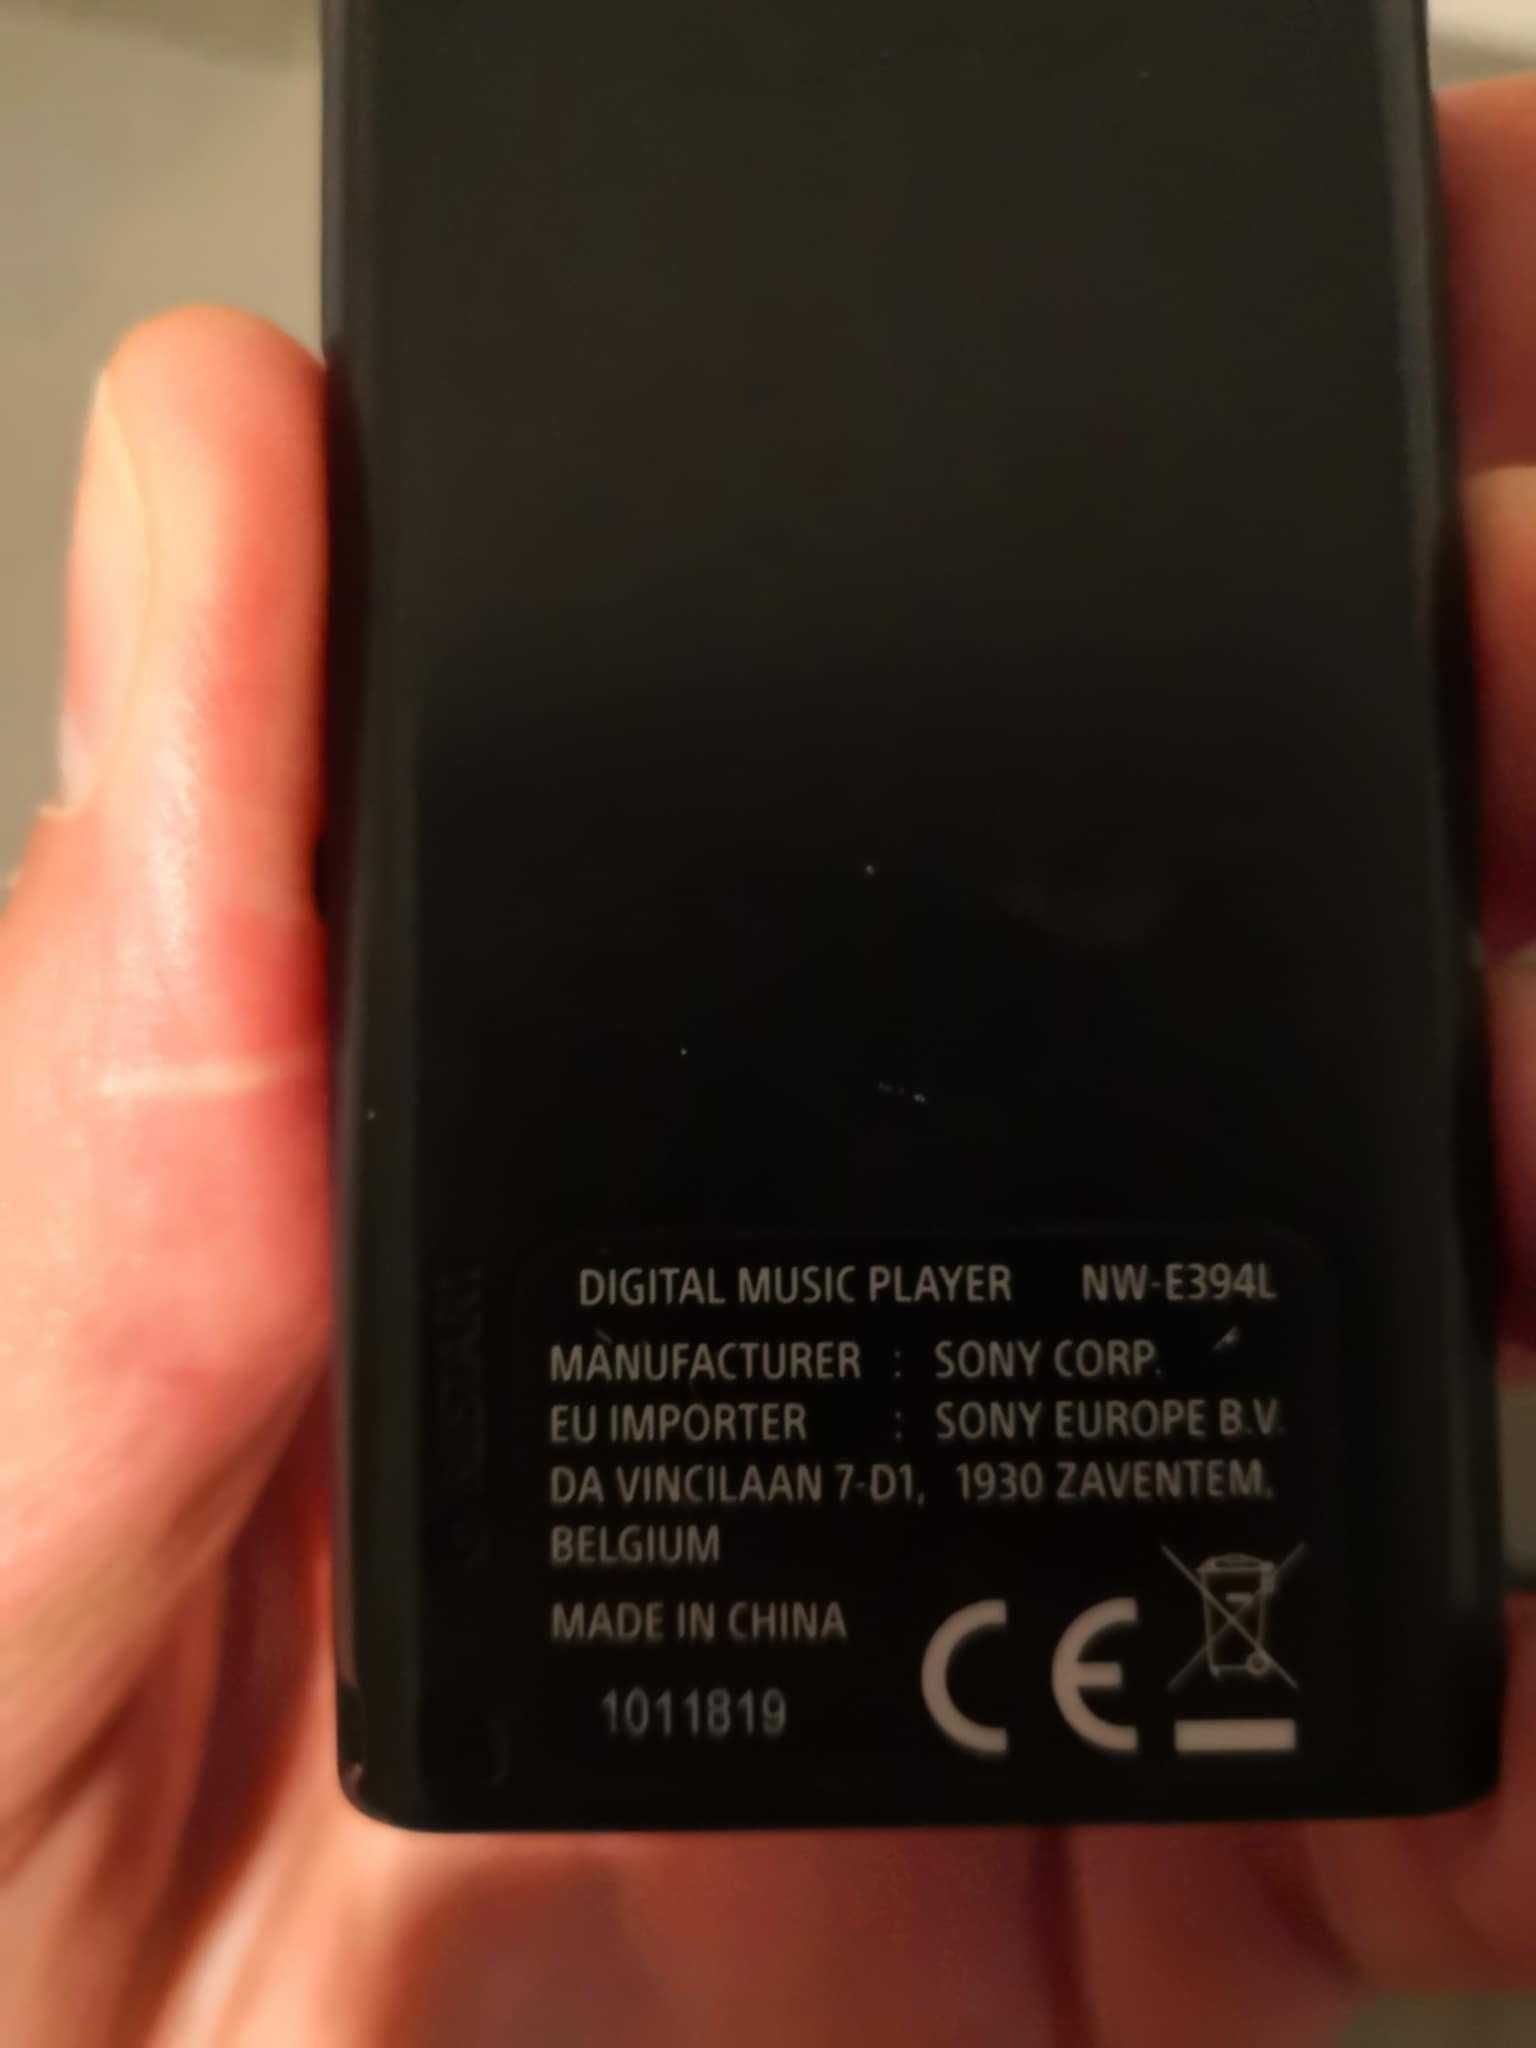 DIGITAL MUSIC PLAYER NW-E394L
MANUFACTURER : SONY CORP.
EU IMPORTER : SONY EUROPE B.V.
DA VINCILAAN 7-D1, 1930 ZAVENTEM,
BELGIUM
MADE IN CHINA
1011819
CE